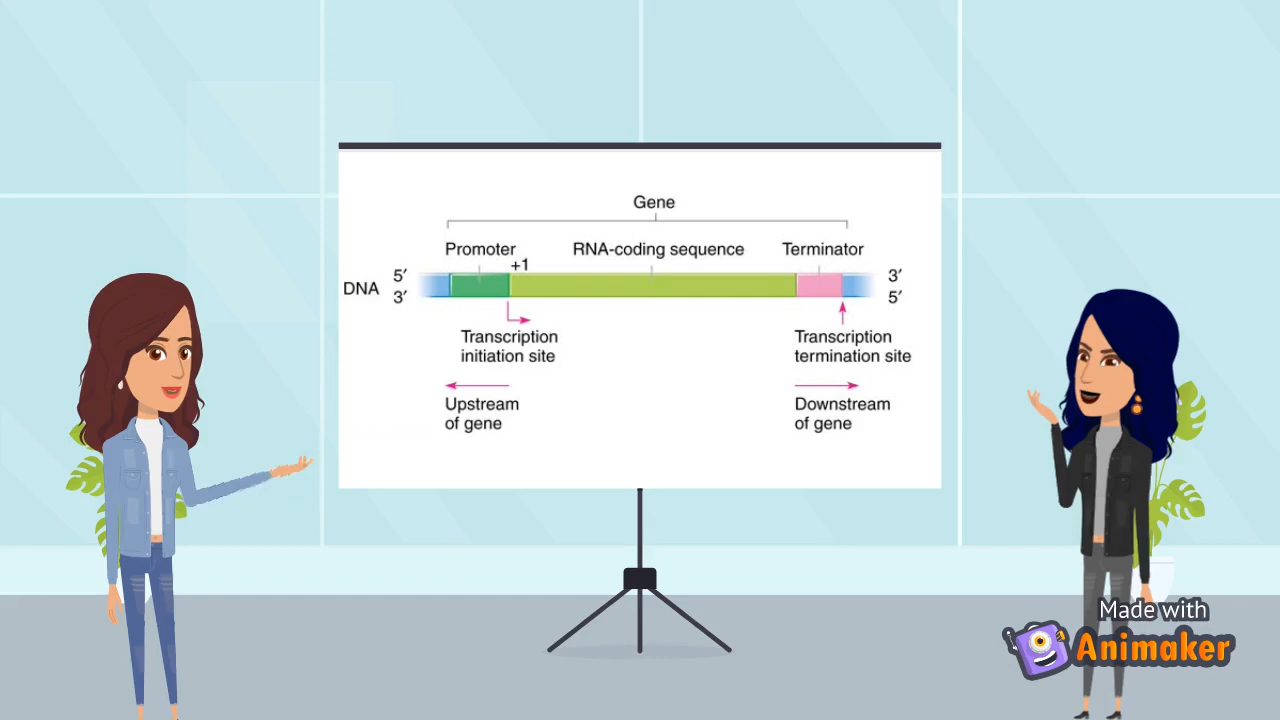 Gene
Promoter
RNA-coding sequence
Terminator
+1
DNA
5′
3′
3′
5′
Transcription
initiation site
Transcription
termination site
Upstream
of gene
Downstream
of gene
Made with
Animaker